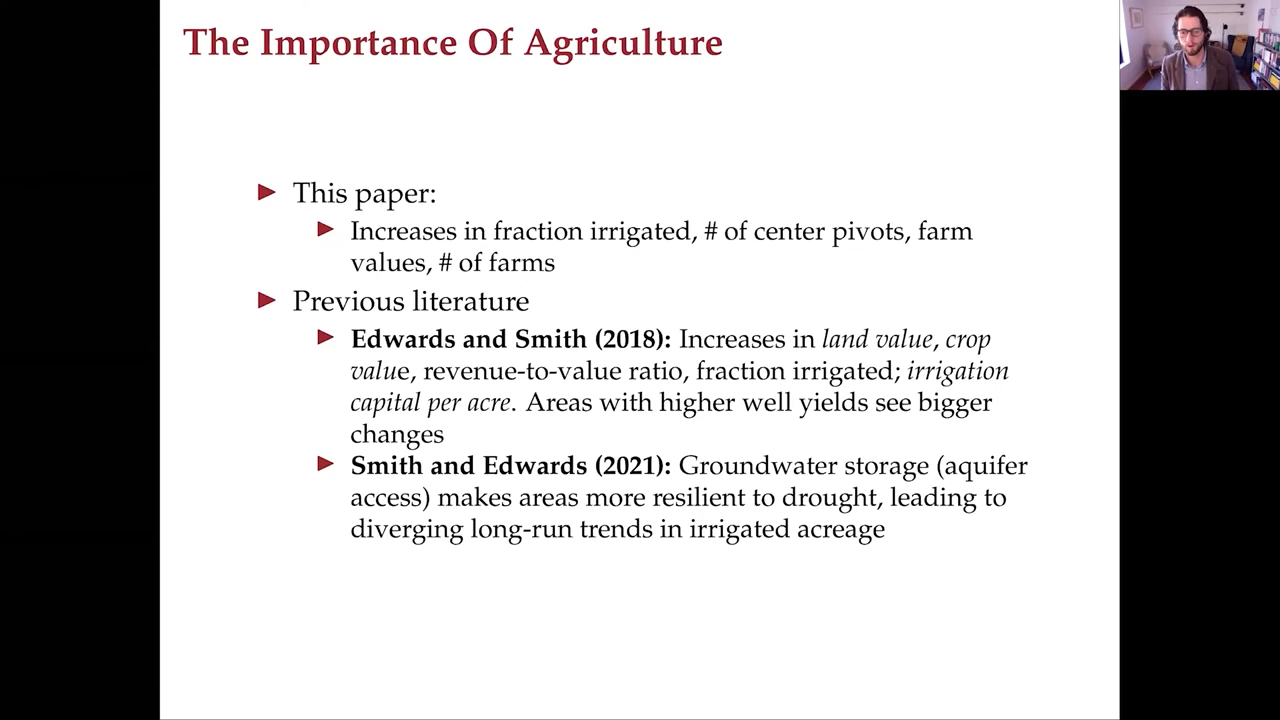 The Importance Of Agriculture
This paper:
Increases in fraction irrigated, # of center pivots, farm
values, # of farms
Previous literature
Edwards and Smith (2018): Increases in land value, crop
value, revenue-to-value ratio, fraction irrigated; irrigation
capital per acre. Areas with higher well yields see bigger
changes
Smith and Edwards (2021): Groundwater storage (aquifer
access) makes areas more resilient to drought, leading to
diverging long-run trends in irrigated acreage